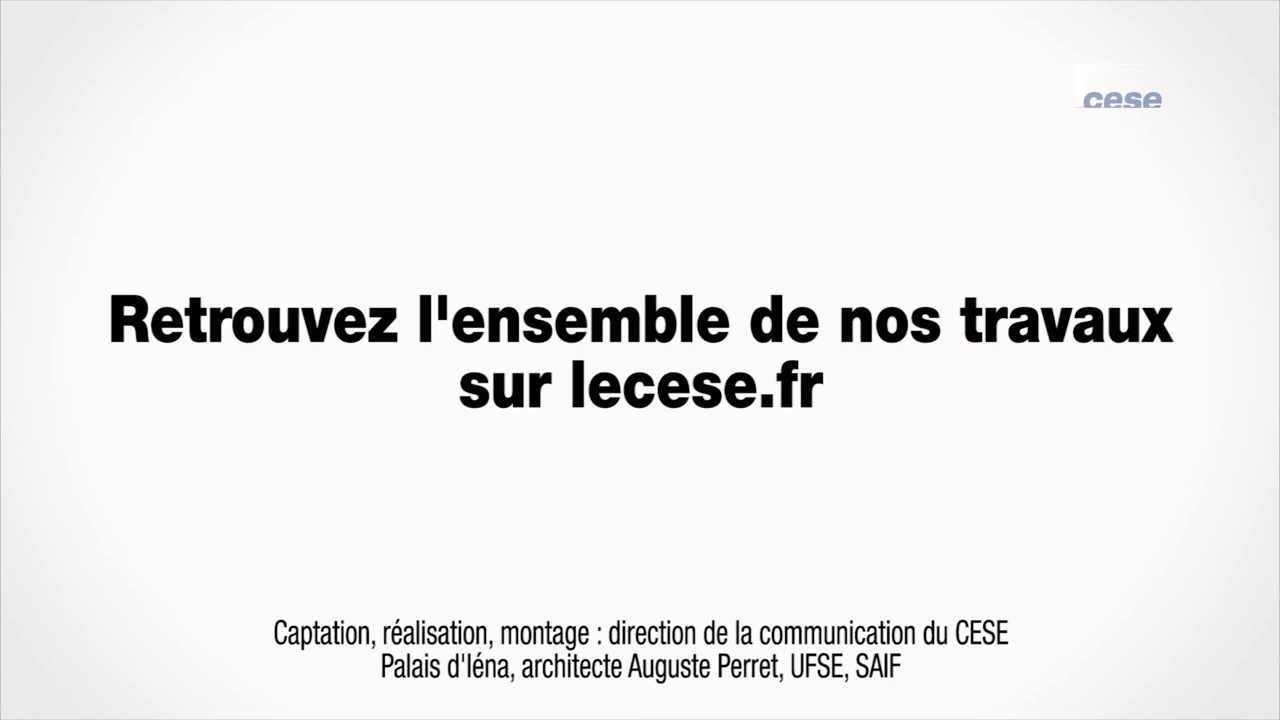 cese
Retrouvez l'ensemble de nos travaux
sur lecese.fr
Captation, réalisation, montage : direction de la communication du CESE
Palais d'Iéna, architecte Auguste Perret, UFSE, SAIF